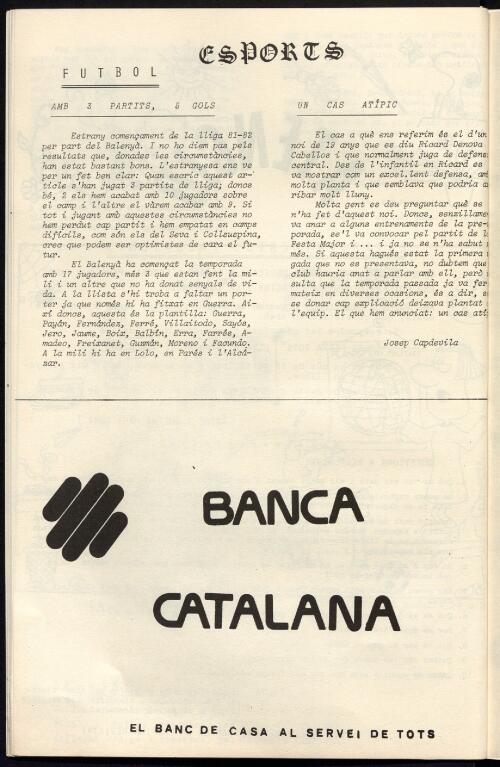 ESPORTS
FUTBOL
AMB 3 PARTITS, 5 GOLS
Estrany començament de la lliga 81-82
per part del Balenyà. I no ho diem pas pels
resultats que, donades les circumstàncies,
han estat bastant bons. L'estranyesa ens ve
per un fet ben clar: Quan escric aquest ar-
ticle s'han jugat 3 partits de lliga; doncs
bé, 2 els hem acabat amb 10 jugadors sobre
el camp i l'altre el vàrem acabar amb 9. Si
tot i jugant amb aquestes circumstàncies no
hem perdut cap partit i hem empatat en camps
difícils, com són els del Seva i Collsuspina,
crec que podem ser optimistes de cara el fu-
tur.
El Balenyà ha començat la temporada
amb 17 jugadors, més 3 que estan fent la mi-
li i un altre que no ha donat senyals de vi-
da. A la llista s'hi troba a faltar un por-
ter ja que només hi ha fitxat en Guerra. Ai-
xí doncs, aquesta és la plantilla: Guerra,
Payán, Fernández, Ferré, Villaitodo, Sayós,
Jero, Jaume, Boix, Balbín, Erra, Farrés, A-
madeo, Freixanet, Guzmán, Moreno i Facundo.
A la mili hi ha en Lolo, en Parés i l'Alcá-
zar.
UN CAS ATÍPIC
El cas a què ens referim és el d'un
noi de 19 anys que es diu Ricard Denova
Cabellos i que normalment juga de defens
central. Des de l'infantil en Ricard es
va mostrar com un excel.lent defensa, am
molta planta i que semblava que podria a
ribar molt lluny.
Molta gent es deu preguntar què se
n'ha fet d'aquest noi. Doncs, senzillame
va anar a alguns entrenaments de la pre-
porada, se'l va convocar pel partit de l
Festa Major i ... i ja no se n'ha sabut
més. Si aquesta hagués estat la primera
gada que no es presentava, no dubtem que
club hauria anat a parlar amb ell, però
sulta que la temporada passada ja va fer
mateix en diverses ocasions, és a dir, s
se donar cap explicació deixava plantat
l'equip. El que hem anunciat: un cas atí
Josep Capdevila
BANCA
CATALANA
EL BANC DE CASA AL SERVEI DE TOTS